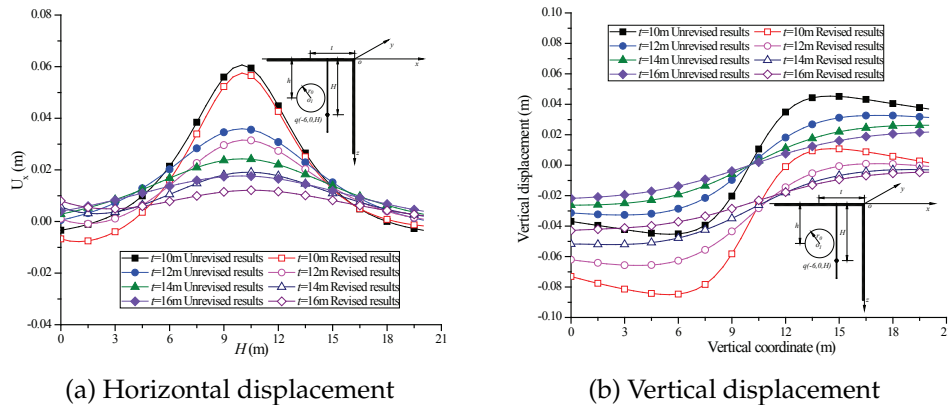 t=10m Unrevised results
t=12m Unrevised results
t=14m Unrevised results
t=16m Unrevised results
t=10m Revised results
t=12m Revised results
t=14m Revised results
t=16m Revised results
0.08
0.06
0.04
0.02
0.00
-0.02
-0.04
0 3 6 9 12 15 18 21
H (m)
t
y
o
x
h
H
r₀
q(-6,0,H)
z
(a) Horizontal displacement
t=10m Unrevised results
t=12m Unrevised results
t=14m Unrevised results
t=16m Unrevised results
t=10m Revised results
t=12m Revised results
t=14m Revised results
t=16m Revised results
Vertical displacement (m)
0.10
0.08
0.06
0.04
0.02
0.00
-0.02
-0.04
-0.06
-0.08
-0.10
0 3 6 9 12 15 18
Vertical coordinate (m)
t
y
o
x
h
H
r₀
q(-6,0,H)
z
(b) Vertical displacement